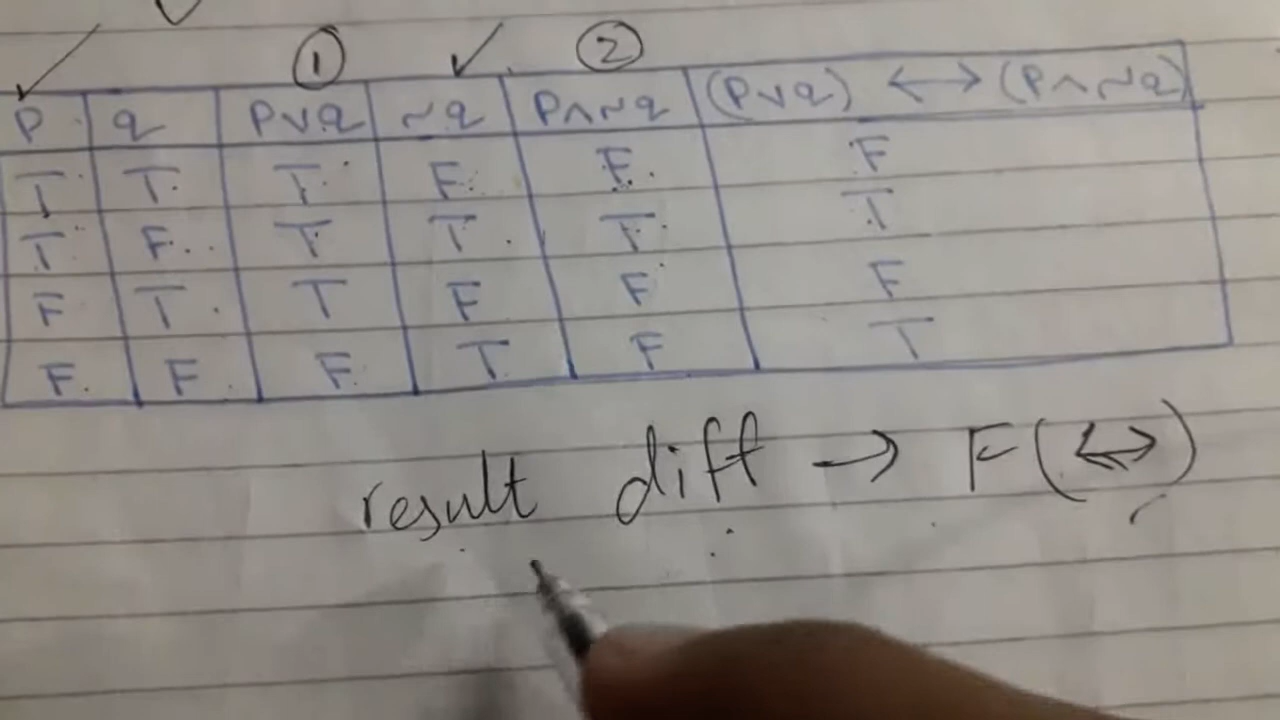 ① ②
P q P∨q ~q P∧~q (P∨q) ↔ (P∧~q)
T T T F F F
T F T T T T
F T T F F F
F F F T F T
result diff → F(↔)